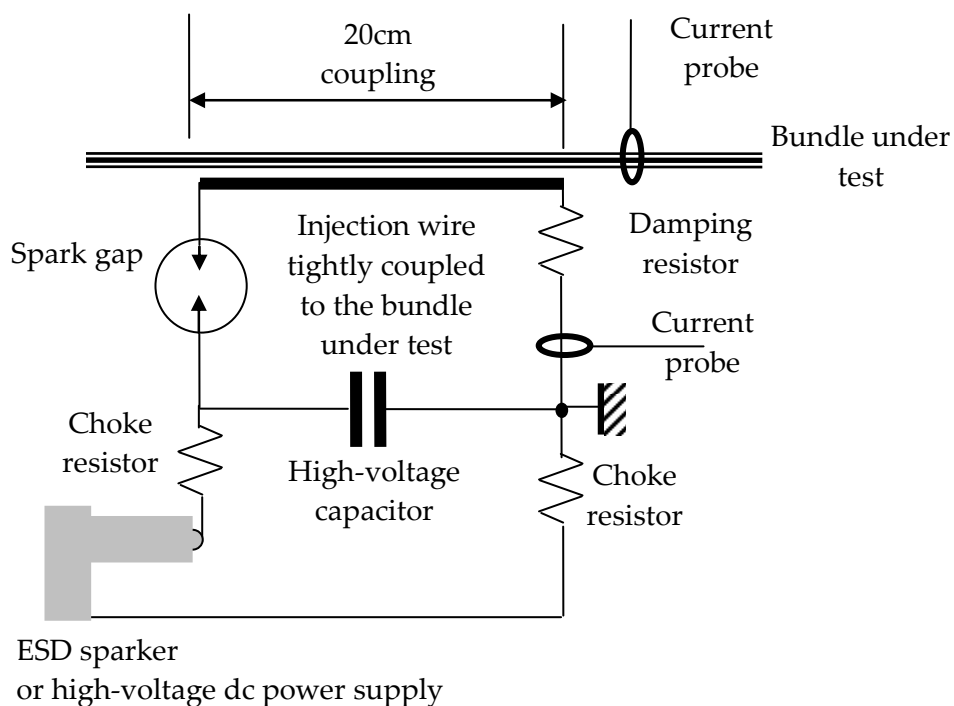 20cm
coupling
Current
probe
Bundle under
test
Spark gap
Injection wire
tightly coupled
to the bundle
under test
Damping
resistor
Current
probe
Choke
resistor
High-voltage
capacitor
Choke
resistor
ESD sparker
or high-voltage dc power supply